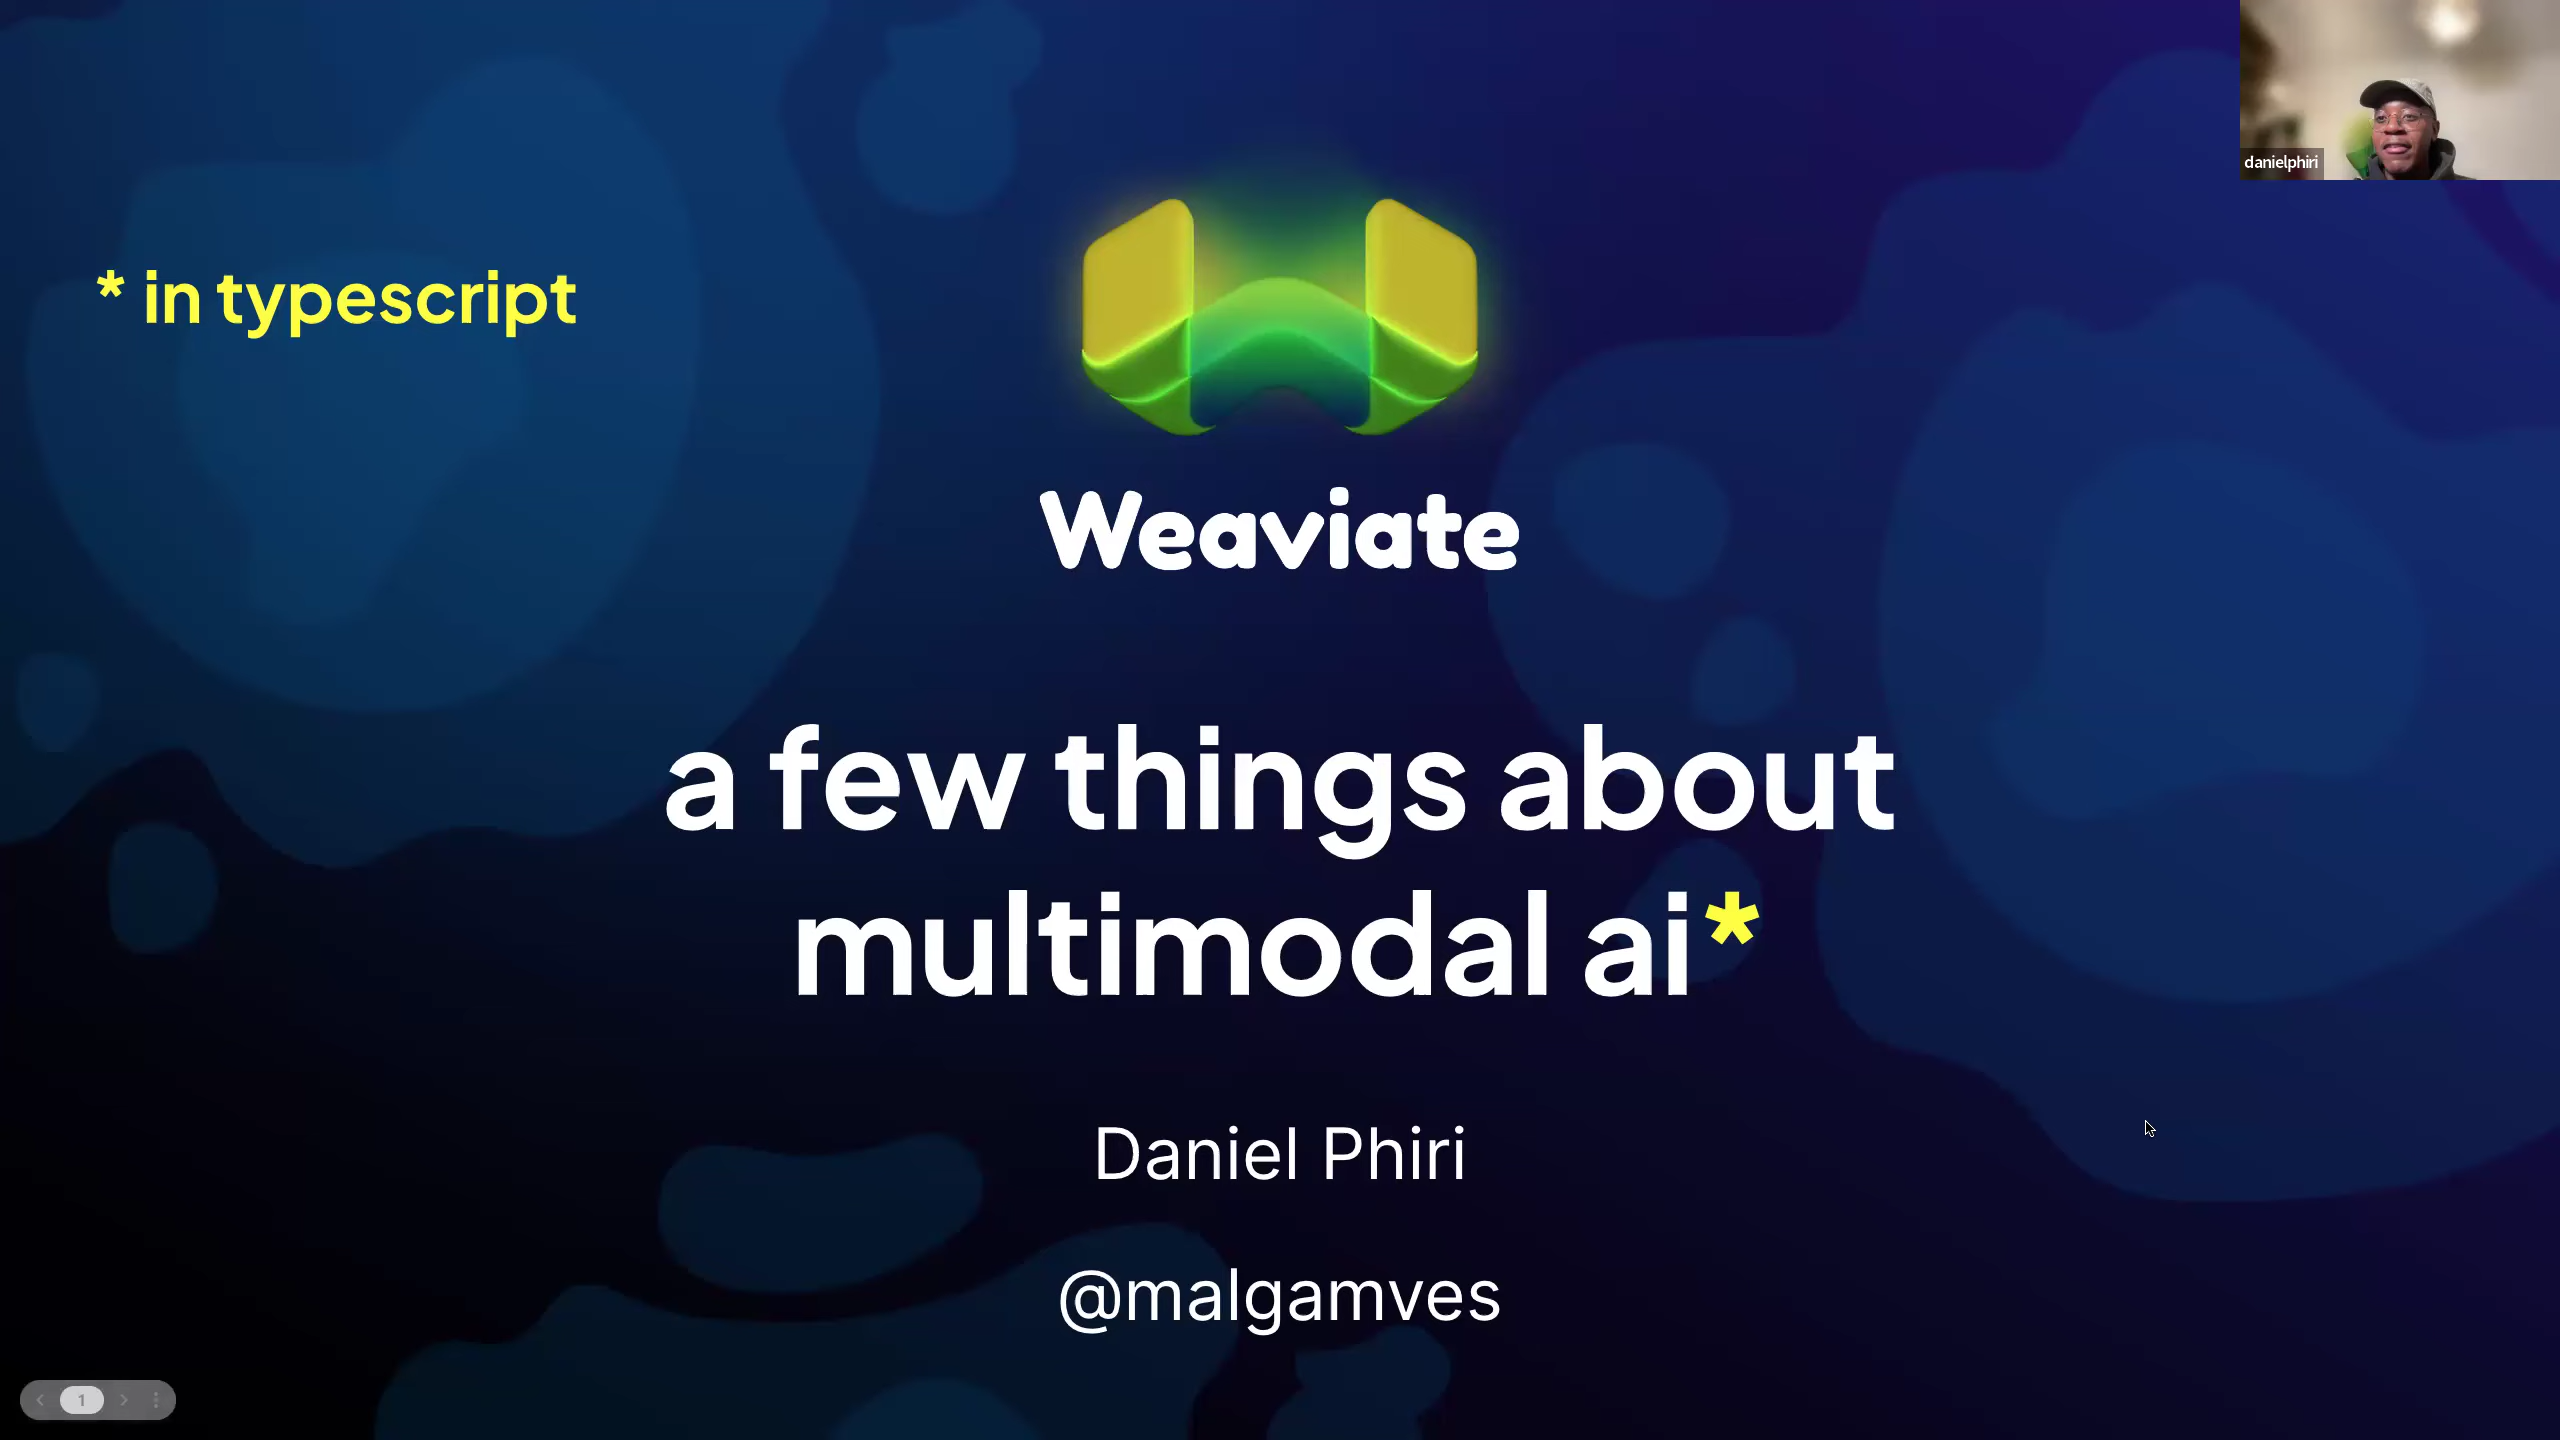 danielphiri
* in typescript
Weaviate
a few things about
multimodal ai*
Daniel Phiri
@malgamves
1